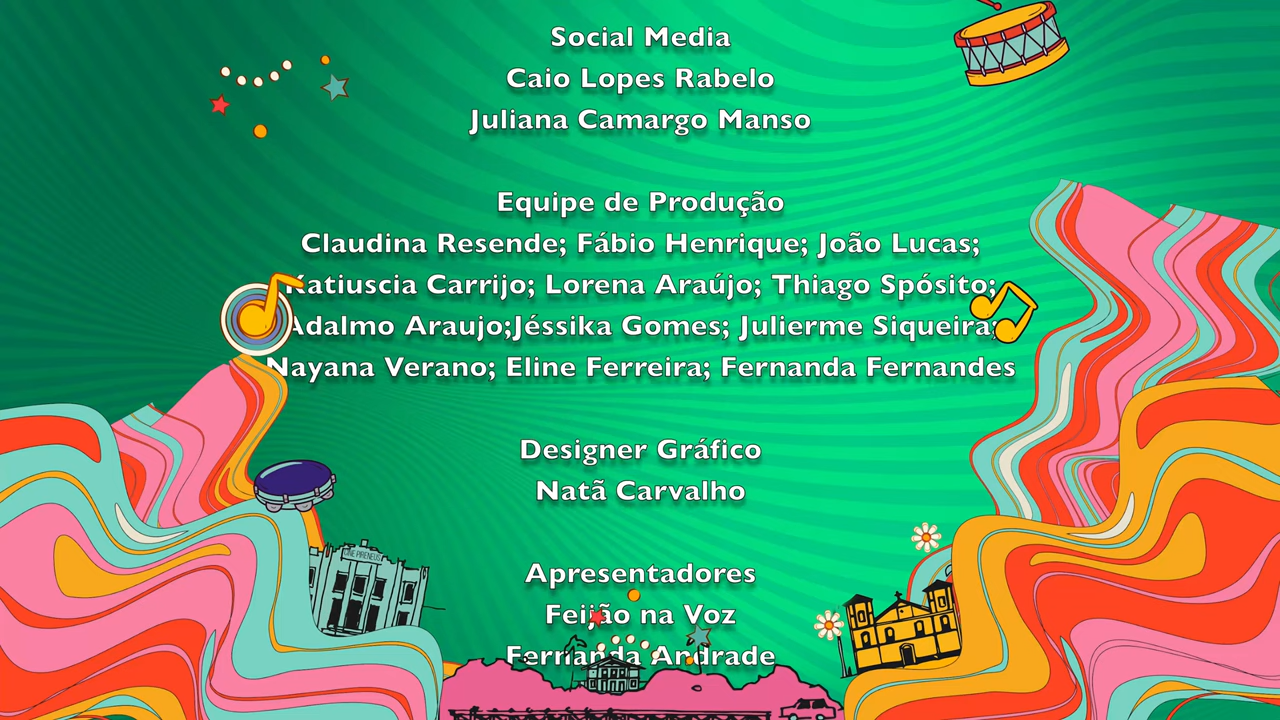 Social Media
Caio Lopes Rabelo
Juliana Camargo Manso
Equipe de Produção
Claudina Resende; Fábio Henrique; João Lucas;
Katiuscia Carrijo; Lorena Araújo; Thiago Spósito;
Adalmo Araujo;Jéssika Gomes; Julierme Siqueira;
Nayana Verano; Eline Ferreira; Fernanda Fernandes
Designer Gráfico
Natã Carvalho
CINE PIRENEUS
Apresentadores
Feijão na Voz
Fernanda Andrade